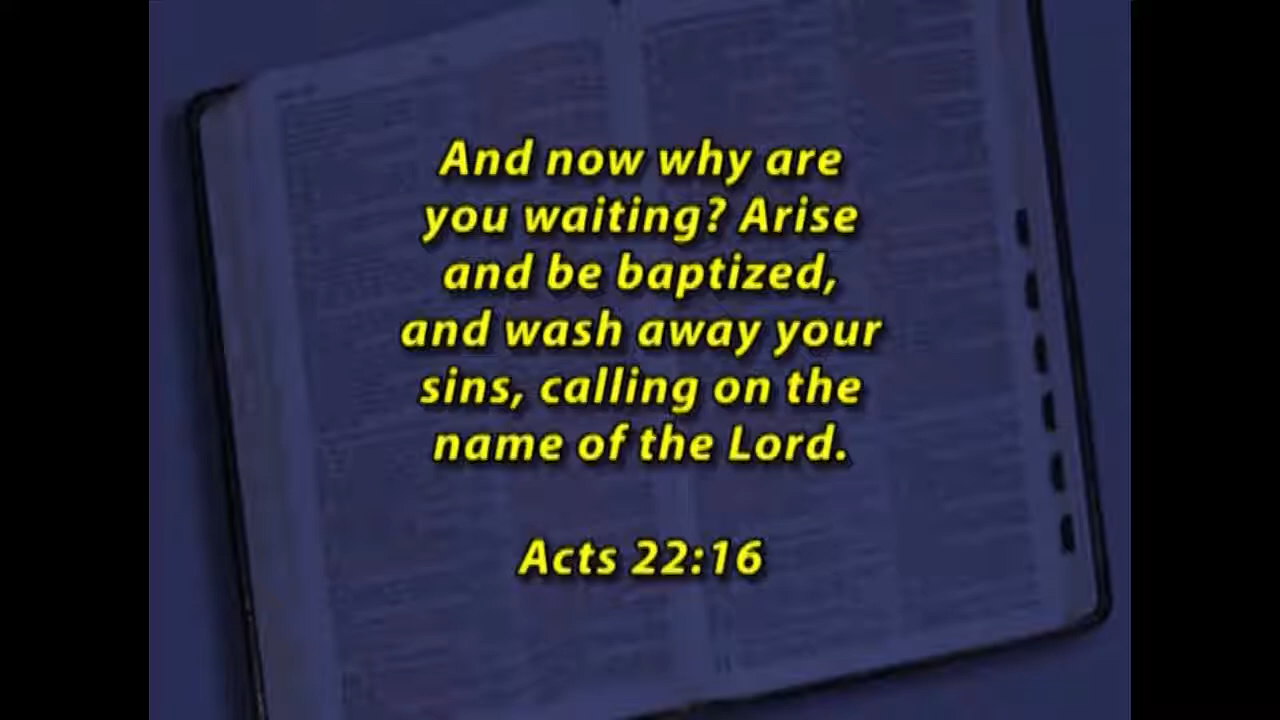 And now why are
you waiting? Arise
and be baptized,
and wash away your
sins, calling on the
name of the Lord.
Acts 22:16